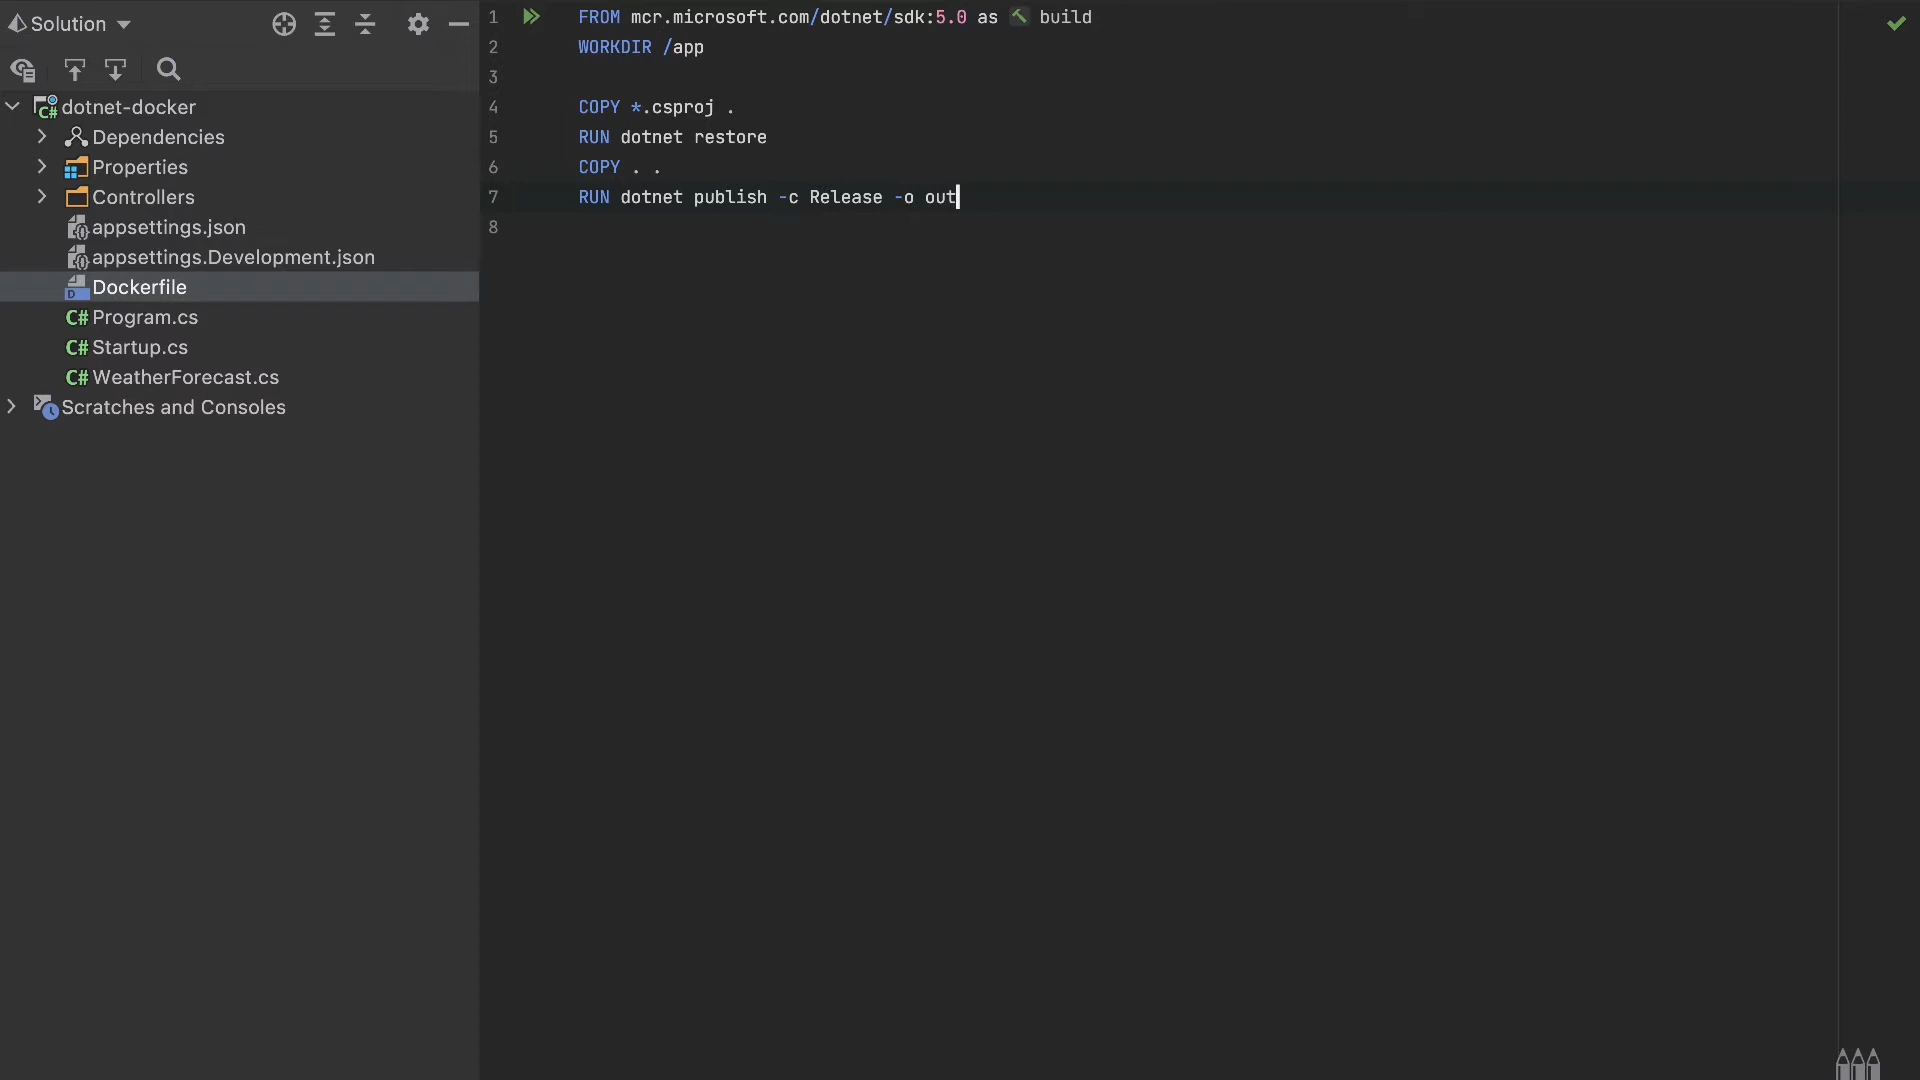 Solution
dotnet-docker
Dependencies
Properties
Controllers
appsettings.json
appsettings.Development.json
Dockerfile
C# Program.cs
C# Startup.cs
C# WeatherForecast.cs
Scratches and Consoles
1 FROM mcr.microsoft.com/dotnet/sdk:5.0 as build
2 WORKDIR /app
3
4 COPY *.csproj .
5 RUN dotnet restore
6 COPY . .
7 RUN dotnet publish -c Release -o out
8